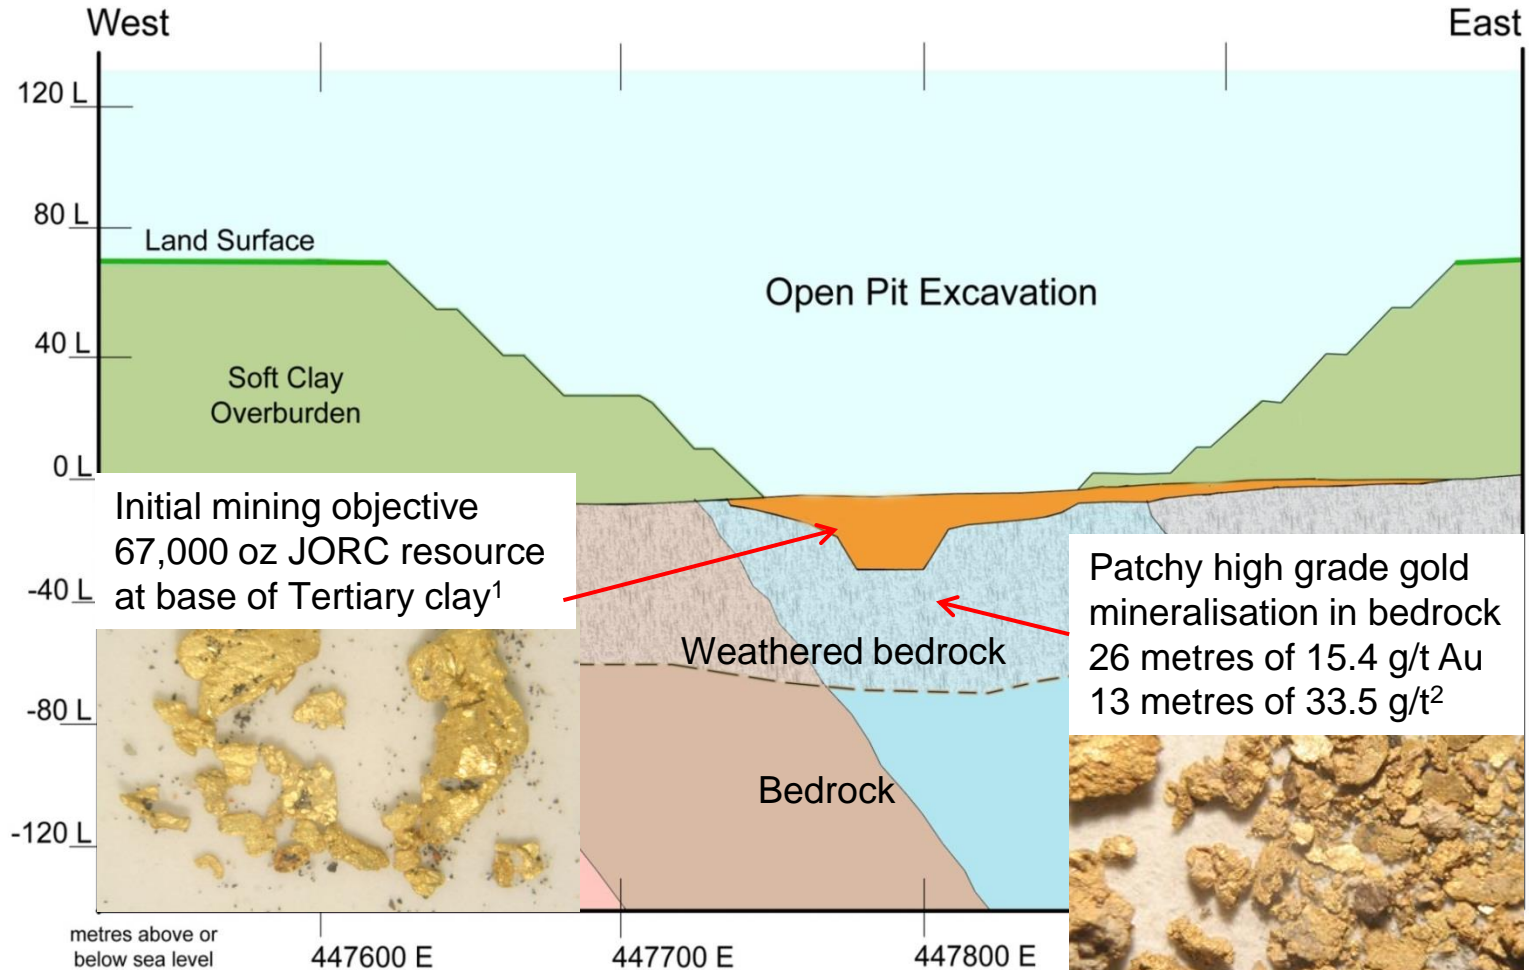 West
East
120 L
80 L
Land Surface
Open Pit Excavation
40 L
Soft Clay
Overburden
0 L
Initial mining objective
67,000 oz JORC resource
at base of Tertiary clay¹
-40 L
Patchy high grade gold
mineralisation in bedrock
26 metres of 15.4 g/t Au
13 metres of 33.5 g/t²
Weathered bedrock
-80 L
Bedrock
-120 L
metres above or
below sea level
447600 E
447700 E
447800 E